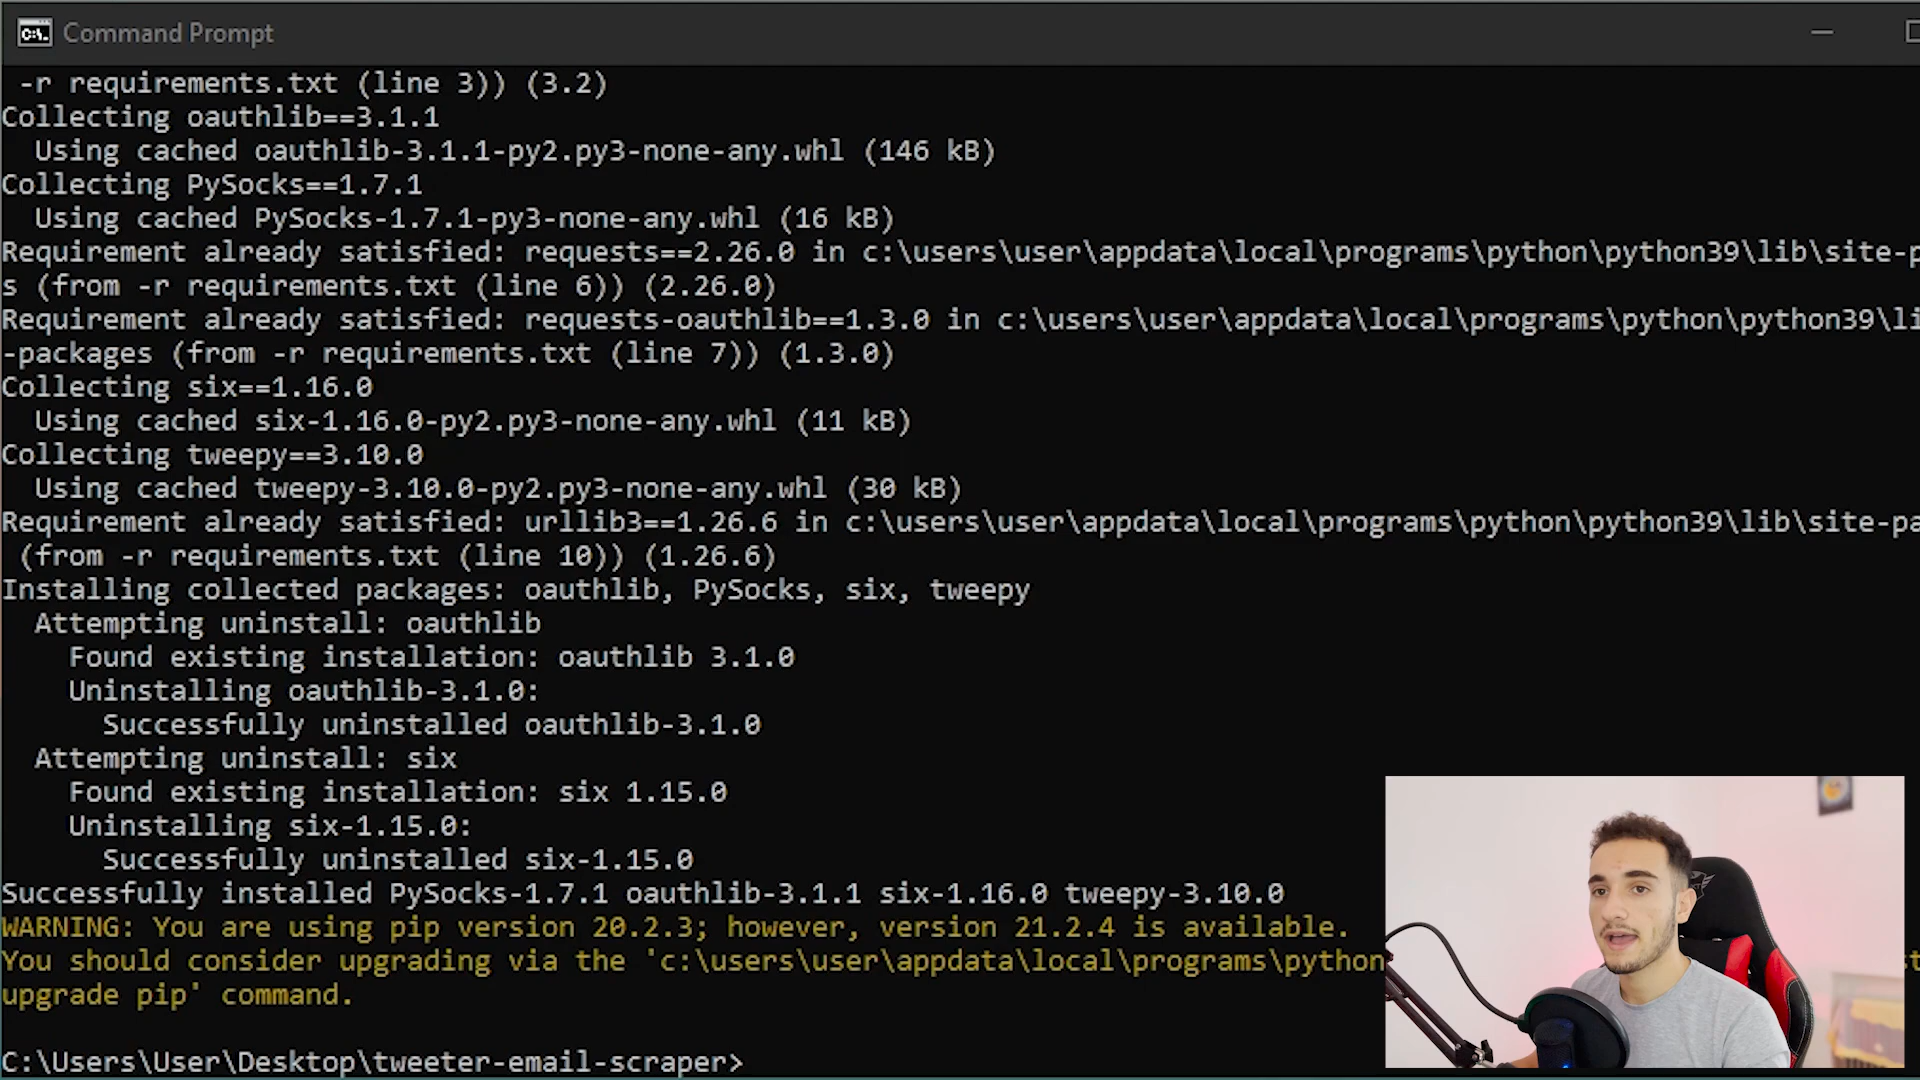 Command Prompt
-r requirements.txt (line 3)) (3.2)
Collecting oauthlib==3.1.1
Using cached oauthlib-3.1.1-py2.py3-none-any.whl (146 kB)
Collecting PySocks==1.7.1
Using cached PySocks-1.7.1-py3-none-any.whl (16 kB)
Requirement already satisfied: requests==2.26.0 in c:\users\user\appdata\local\programs\python\python39\lib\site-p
s (from -r requirements.txt (line 6)) (2.26.0)
Requirement already satisfied: requests-oauthlib==1.3.0 in c:\users\user\appdata\local\programs\python\python39\li
-packages (from -r requirements.txt (line 7)) (1.3.0)
Collecting six==1.16.0
Using cached six-1.16.0-py2.py3-none-any.whl (11 kB)
Collecting tweepy==3.10.0
Using cached tweepy-3.10.0-py2.py3-none-any.whl (30 kB)
Requirement already satisfied: urllib3==1.26.6 in c:\users\user\appdata\local\programs\python\python39\lib\site-pa
(from -r requirements.txt (line 10)) (1.26.6)
Installing collected packages: oauthlib, PySocks, six, tweepy
Attempting uninstall: oauthlib
Found existing installation: oauthlib 3.1.0
Uninstalling oauthlib-3.1.0:
Successfully uninstalled oauthlib-3.1.0
Attempting uninstall: six
Found existing installation: six 1.15.0
Uninstalling six-1.15.0:
Successfully uninstalled six-1.15.0
Successfully installed PySocks-1.7.1 oauthlib-3.1.1 six-1.16.0 tweepy-3.10.0
WARNING: You are using pip version 20.2.3; however, version 21.2.4 is available.
You should consider upgrading via the 'c:\users\user\appdata\local\programs\python
upgrade pip' command.
C:\Users\User\Desktop\tweeter-email-scraper>